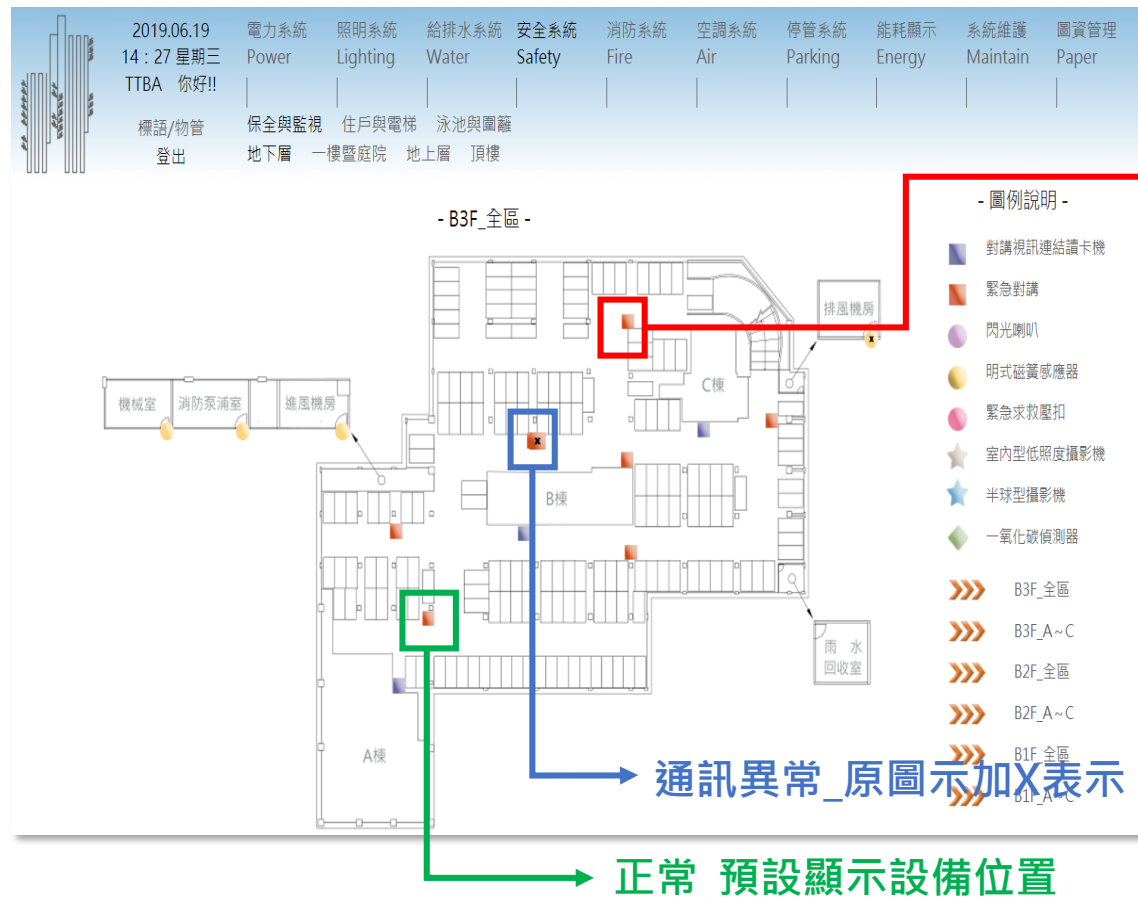 2019.06.19
14：27 星期三
TTBA 你好!!
標語/物管
登出
電力系統 照明系統 給排水系統 安全系統 消防系統 空調系統 停管系統 能耗顯示 系統維護 圖資管理
Power Lighting Water Safety Fire Air Parking Energy Maintain Paper
保全與監視 住戶與電梯 泳池與圍籬
地下層 一樓暨庭院 地上層 頂樓
- B3F_全區 -
- 圖例說明 -
對講視訊連結讀卡機
緊急對講
閃光喇叭
明式磁簧感應器
緊急求救壓扣
室內型低照度攝影機
半球型攝影機
一氧化碳偵測器
B3F_全區
B3F_A~C
B2F_全區
B2F_A~C
B1F_全區
B1F_A~C
排風機房
x
機械室 消防泵浦室 進風機房
C棟
x
B棟
雨 水
回收室
A棟
通訊異常_原圖示加X表示
正常_預設顯示設備位置